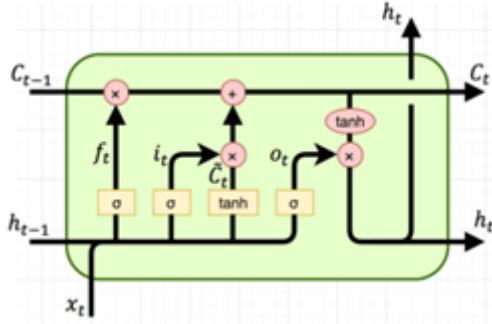 h_t
C_{t-1} × + C_t
tanh
f_t i_t × o_t ×
C̃_t
σ σ tanh σ
h_{t-1} h_t
x_t